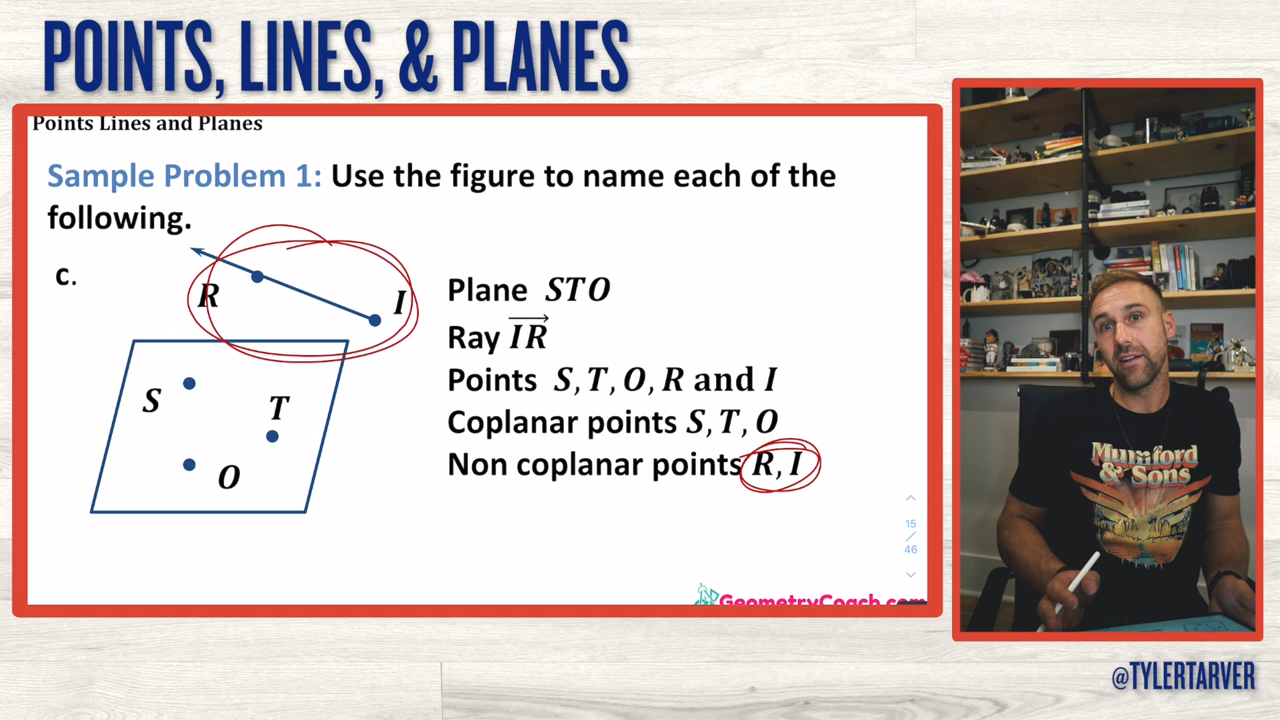 POINTS, LINES, & PLANES
Points Lines and Planes
Sample Problem 1: Use the figure to name each of the
following.
c.
R
I
S
T
O
Plane STO
Ray \overrightarrow{IR}
Points S, T, O, R and I
Coplanar points S, T, O
Non coplanar points R, I
15
/
46
GeometryCoach.com
Mumford
& Sons
@TYLERTARVER